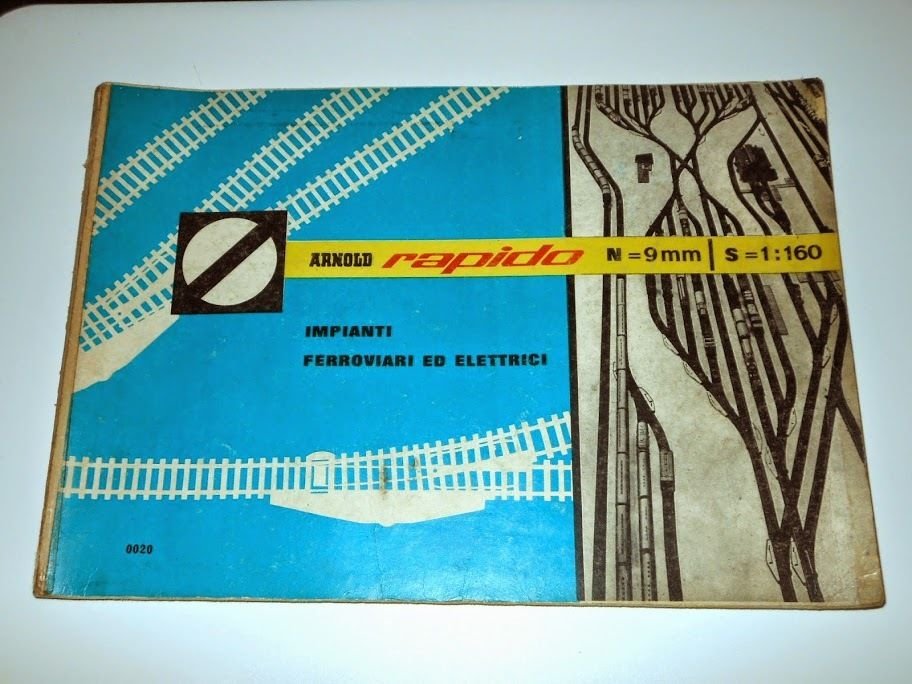 ARNOLD rapido N=9mm | S=1:160
IMPIANTI
FERROVIARI ED ELETTRICI
0020